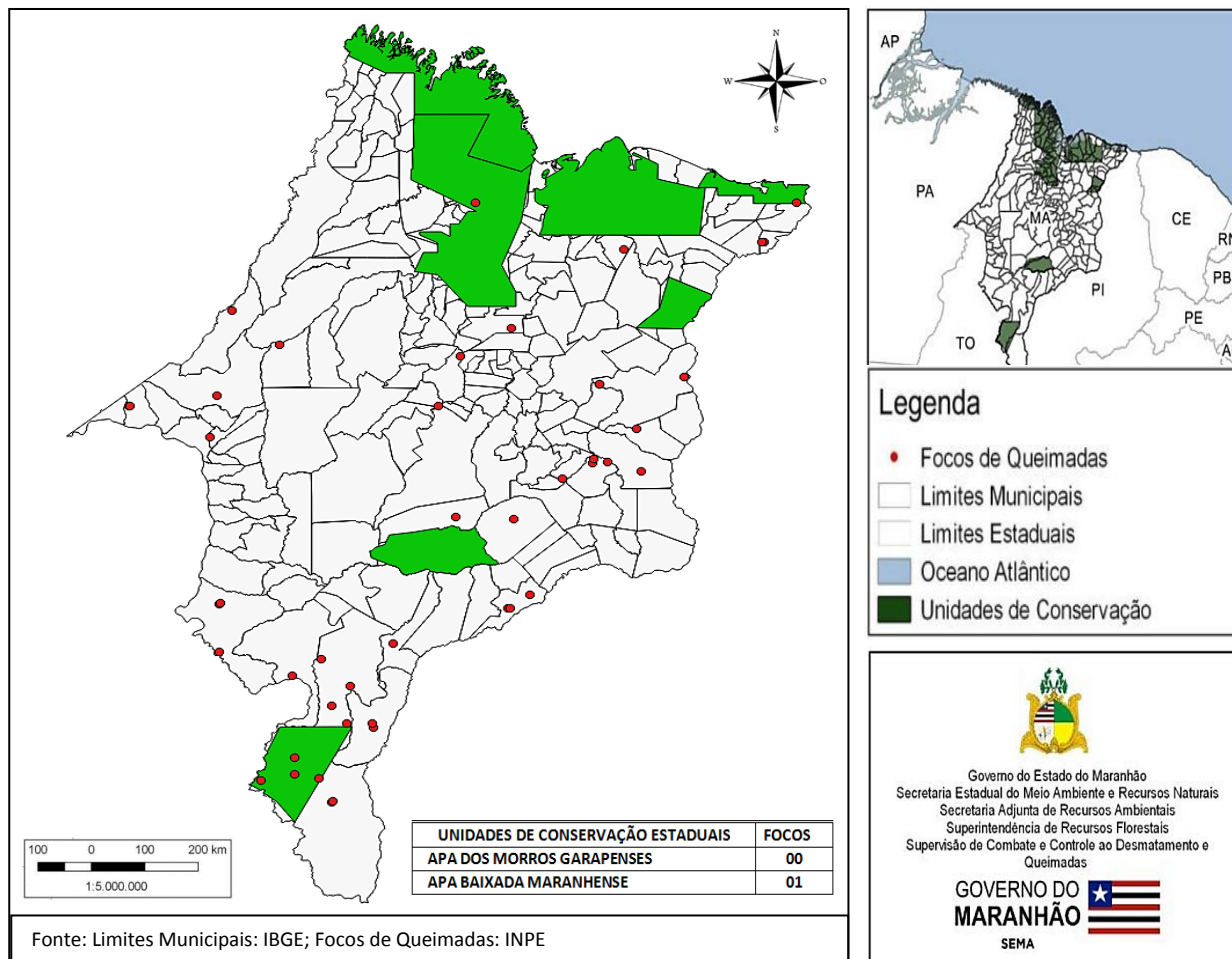 N
W
O
S
100 0 100 200 km
1:5.000.000
UNIDADES DE CONSERVAÇÃO ESTADUAIS FOCOS
APA DOS MORROS GARAPENSES 00
APA BAIXADA MARANHENSE 01
Fonte: Limites Municipais: IBGE; Focos de Queimadas: INPE
AP
PA
MA
CE
RN
PB
PI
PE
TO
A
Legenda
Focos de Queimadas
Limites Municipais
Limites Estaduais
Oceano Atlântico
Unidades de Conservação
Governo do Estado do Maranhão
Secretaria Estadual do Meio Ambiente e Recursos Naturais
Secretaria Adjunta de Recursos Ambientais
Superintendência de Recursos Florestais
Supervisão de Combate e Controle ao Desmatamento e
Queimadas
GOVERNO DO
MARANHÃO
SEMA